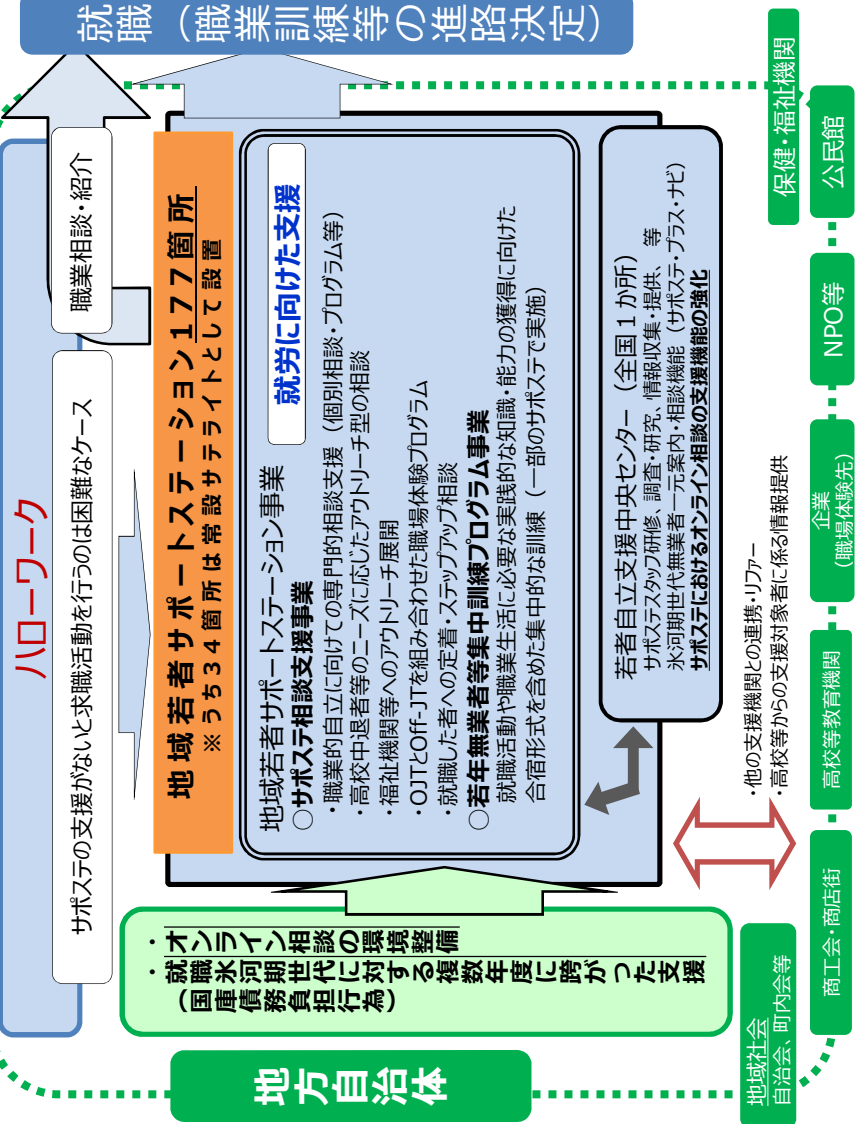 ハローワーク
サポステの支援がないと求職活動を行うのは困難なケース
職業相談・紹介
就職（職業訓練等の進路決定）
地域若者サポートステーション１７７箇所
※うち３４箇所は常設サテライトとして設置
地域若者サポートステーション事業
就労に向けた支援
○サポステ相談支援事業
・職業的自立に向けての専門的相談支援（個別相談・プログラム等）
・高校中退者等のニーズに応じたアウトリーチ型の相談
・福祉機関等へのアウトリーチ展開
・OJTとOff-JTを組み合わせた職場体験プログラム
・就職した者への定着・ステップアップ相談
○若年無業者等集中訓練プログラム事業
就職活動や職業生活に必要な実践的な知識・能力の獲得に向けた
合宿形式を含めた集中的な訓練（一部のサポステで実施）
若者自立支援中央センター（全国１か所）
サポステスタッフ研修、調査・研究、情報収集・提供、 等
氷河期世代無業者一元案内・相談機能（サポステ・プラス・ナビ）
サポステにおけるオンライン相談の支援機能の強化
・オンライン相談の環境整備
・就職氷河期世代に対する複数年度に跨がった支援
（国庫債務負担行為）
地方自治体
・他の支援機関との連携・リファー
・高校等からの支援対象者に係る情報提供
地域社会
自治会、町内会等
商工会・商店街
高校等教育機関
企業
（職場体験先）
NPO等
公民館
保健・福祉機関